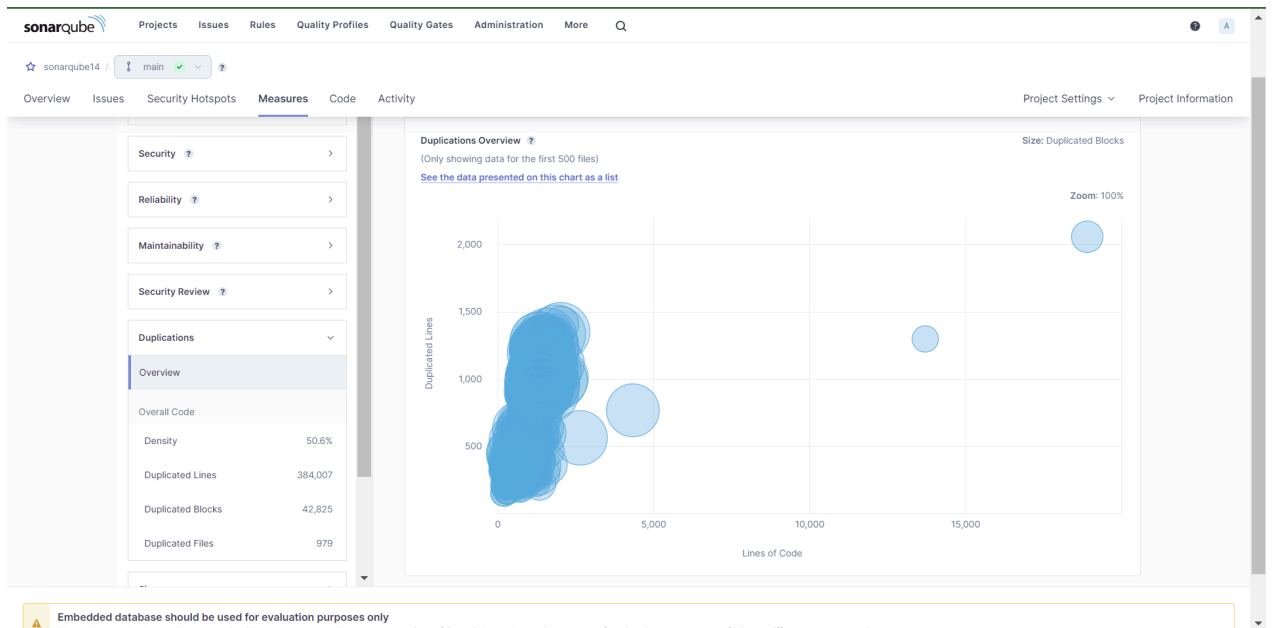 sonarqube Projects Issues Rules Quality Profiles Quality Gates Administration More ? A
sonarqube14 / main ?
Overview Issues Security Hotspots Measures Code Activity Project Settings Project Information
Security ?
Reliability ?
Maintainability ?
Security Review ?
Duplications
Overview
Overall Code
Density 50.6%
Duplicated Lines 384,007
Duplicated Blocks 42,825
Duplicated Files 979
Duplications Overview ? Size: Duplicated Blocks
(Only showing data for the first 500 files)
See the data presented on this chart as a list
Zoom: 100%
2,000
1,500
1,000
500
Duplicated Lines
0 5,000 10,000 15,000
Lines of Code
Embedded database should be used for evaluation purposes only